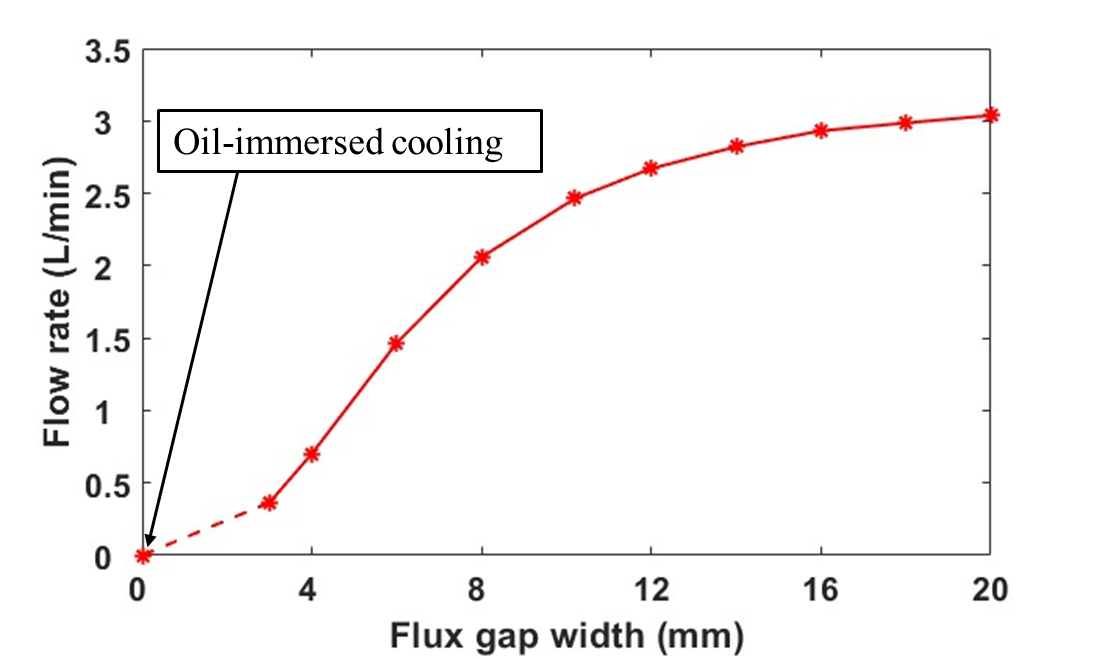 3.5
3
2.5
2
1.5
1
0.5
0
Flow rate (L/min)
Oil-immersed cooling
0 4 8 12 16 20
Flux gap width (mm)